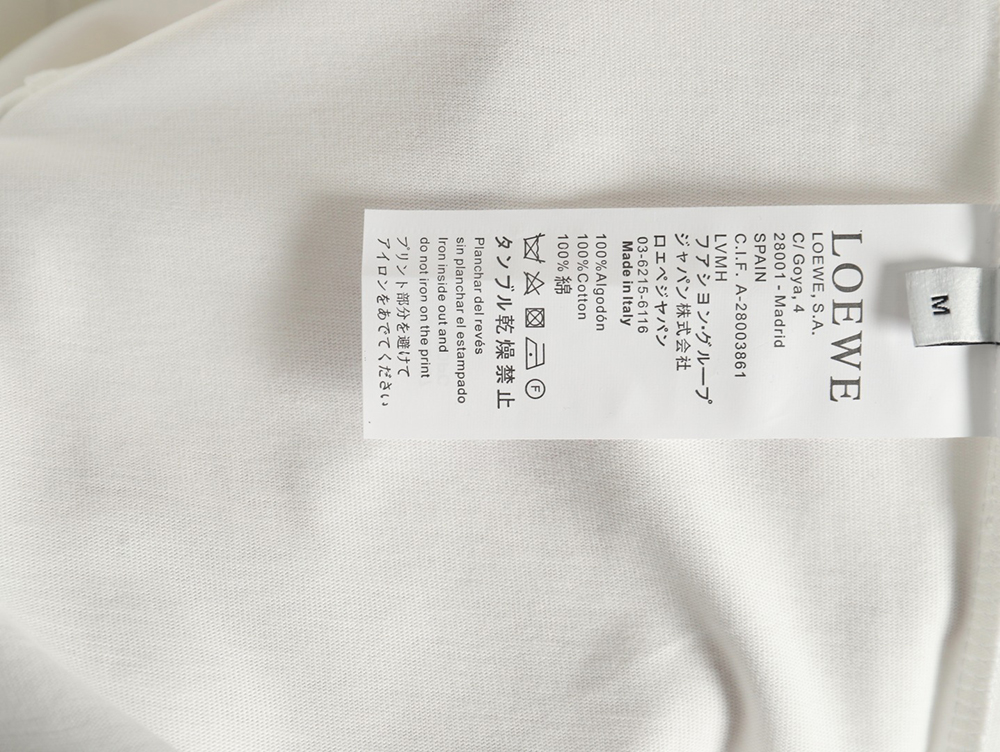 LOEWE
LOEWE, S.A.
C/ Goya, 4
28001 - Madrid
SPAIN
C.I.F. A-28003861
LVMH
ファション・グループ
ジャパン株式会社
ロエベジャパン
03-6215-6116
Made in Italy
100%Algodón
100%Cotton
100%綿
F
タンブル乾燥禁止
Planchar del revés
sin planchar el estampado
Iron inside out and
do not iron on the print
プリント部分を避けて
アイロンをあててください
M